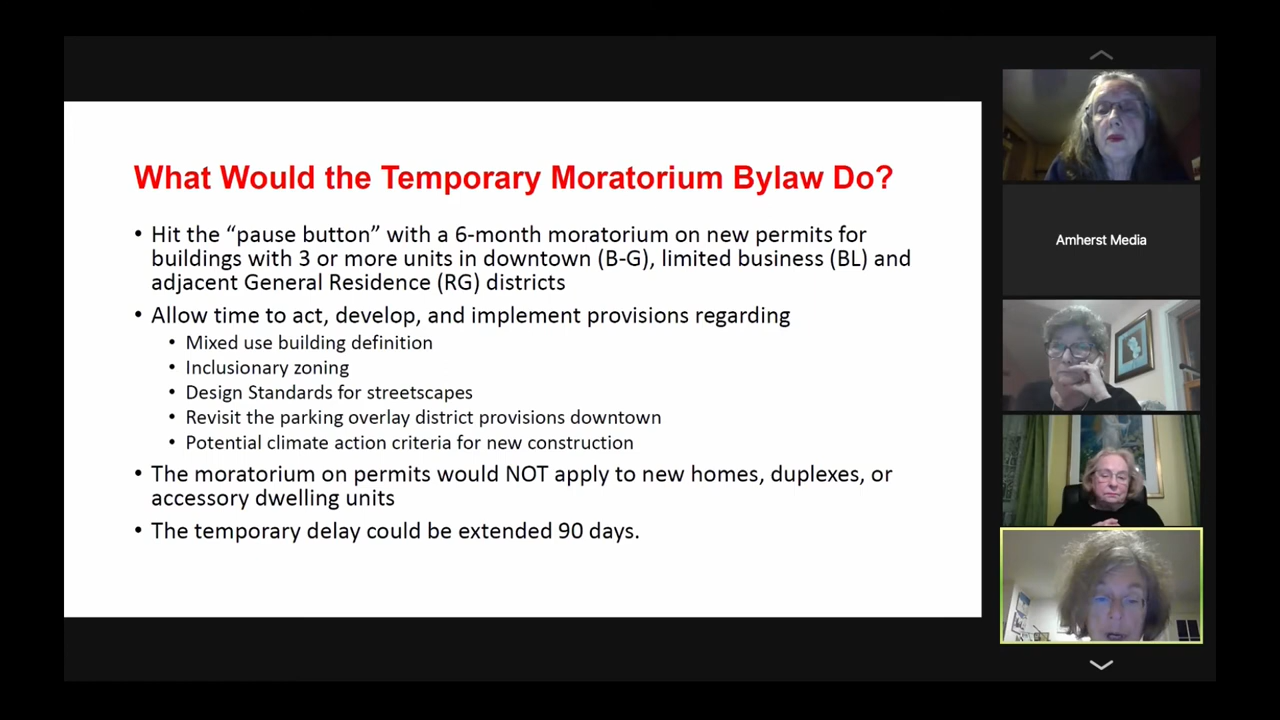 What Would the Temporary Moratorium Bylaw Do?
• Hit the “pause button” with a 6-month moratorium on new permits for
buildings with 3 or more units in downtown (B-G), limited business (BL) and
adjacent General Residence (RG) districts
• Allow time to act, develop, and implement provisions regarding
• Mixed use building definition
• Inclusionary zoning
• Design Standards for streetscapes
• Revisit the parking overlay district provisions downtown
• Potential climate action criteria for new construction
• The moratorium on permits would NOT apply to new homes, duplexes, or
accessory dwelling units
• The temporary delay could be extended 90 days.
Amherst Media